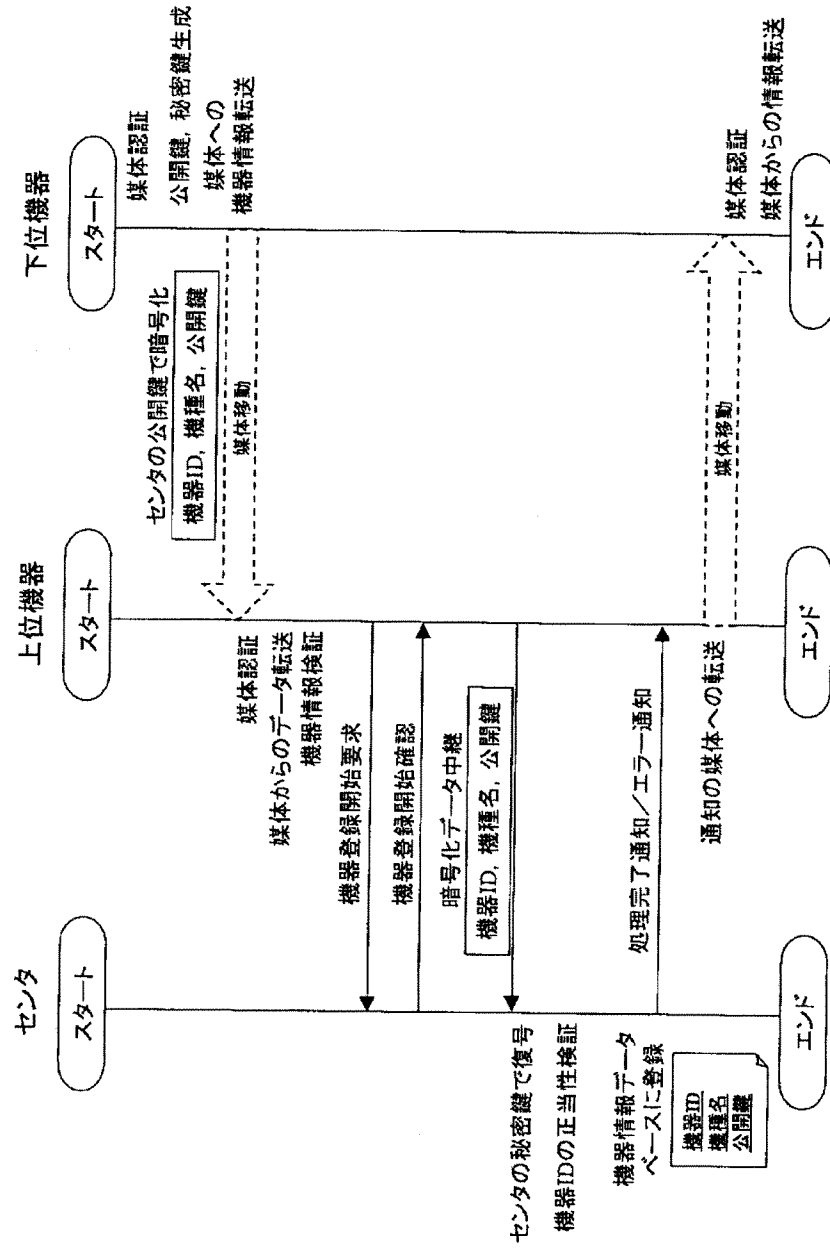 センタ
上位機器
下位機器
スタート
スタート
スタート
媒体認証
公開鍵, 秘密鍵生成
媒体への
機器情報転送
センタの公開鍵で暗号化
機器ID, 機種名, 公開鍵
媒体移動
媒体認証
媒体からのデータ転送
機器情報検証
機器登録開始要求
機器登録開始確認
暗号化データ中継
機器ID, 機種名, 公開鍵
センタの秘密鍵で復号
機器IDの正当性検証
機器情報データ
ベースに登録
機器ID
機種名
公開鍵
処理完了通知/エラー通知
通知の媒体への転送
媒体移動
媒体認証
媒体からの情報転送
エンド
エンド
エンド